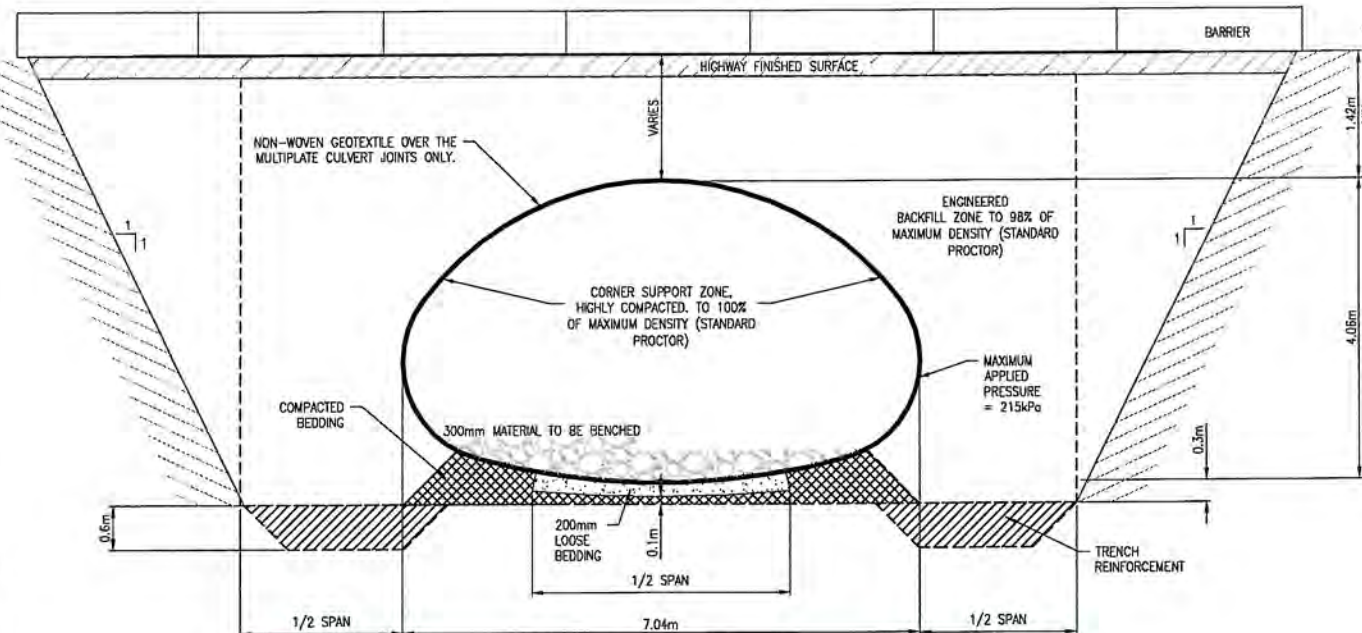 BARRIER
HIGHWAY FINISHED SURFACE
VARIES
1.42m
NON-WOVEN GEOTEXTILE OVER THE
MULTIPLATE CULVERT JOINTS ONLY.
ENGINEERED
BACKFILL ZONE TO 98% OF
MAXIMUM DENSITY (STANDARD
PROCTOR)
1
1
1
1
CORNER SUPPORT ZONE,
HIGHLY COMPACTED. TO 100%
OF MAXIMUM DENSITY (STANDARD
PROCTOR)
4.06m
MAXIMUM
APPLIED
PRESSURE
= 215kPa
COMPACTED
BEDDING
300mm MATERIAL TO BE BENCHED
0.3m
0.6m
200mm
LOOSE
BEDDING
0.1m
TRENCH
REINFORCEMENT
1/2 SPAN
1/2 SPAN
7.04m
1/2 SPAN